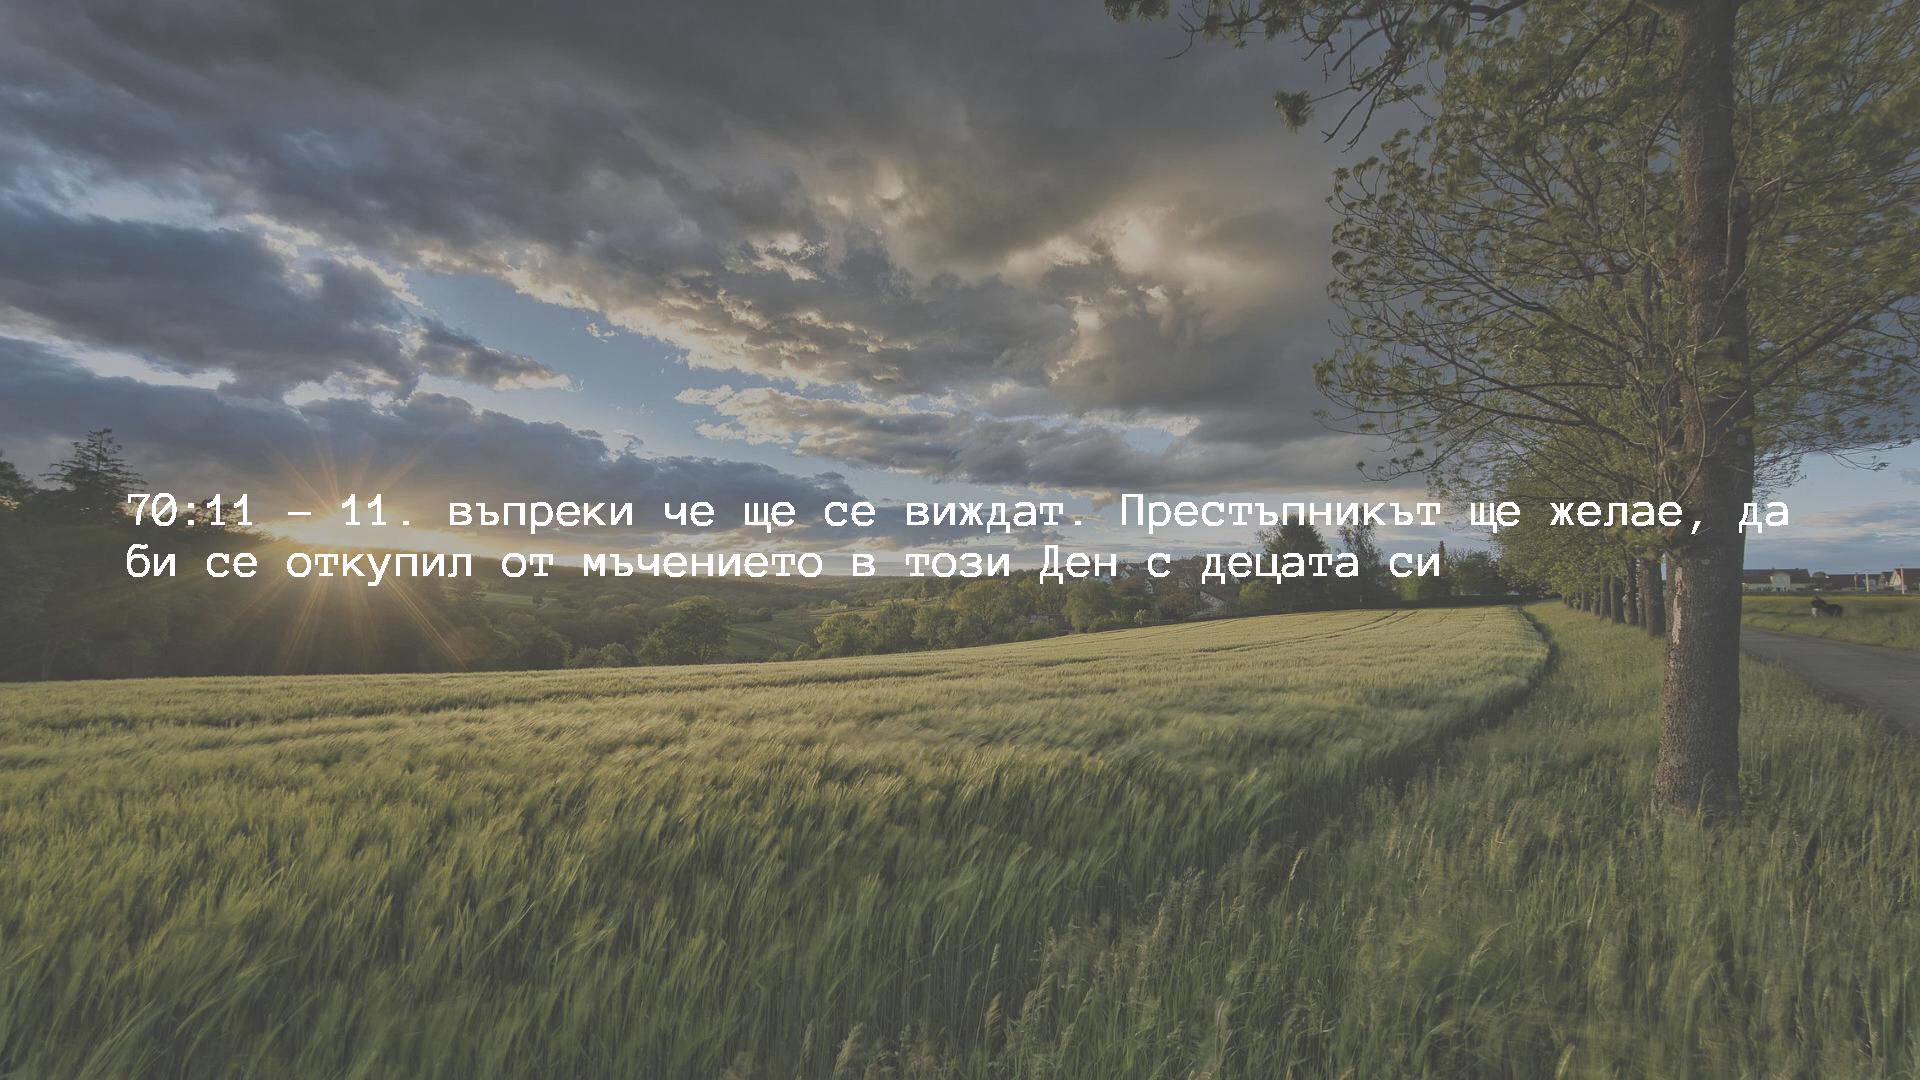 70:11 – 11. въпреки че ще се виждат. Престъпникът ще желае, да
би се откупил от мъчението в този Ден с децата си